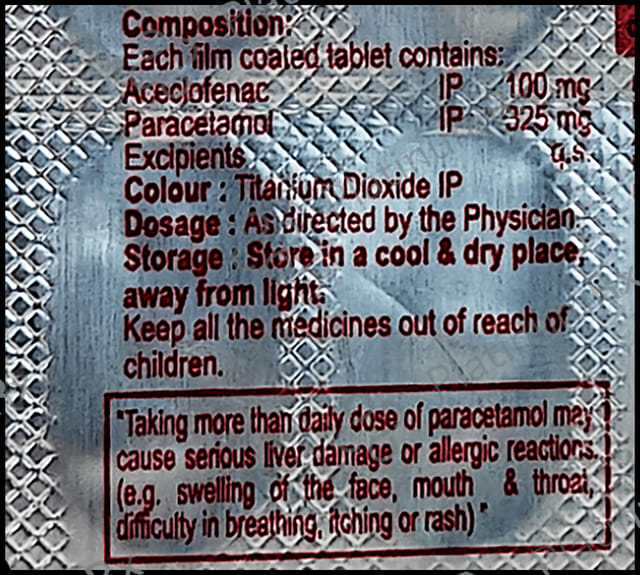 Composition:
Each film coated tablet contains:
Aceclofenac IP 100 mg
Paracetamol IP 325 mg
Excipients q.s.
Colour : Titanium Dioxide IP
Dosage : As directed by the Physician.
Storage : Store in a cool & dry place,
away from light.
Keep all the medicines out of reach of
children.
"Taking more than daily dose of paracetamol may
cause serious liver damage or allergic reactions.
(e.g. swelling of the face, mouth & throat,
difficulty in breathing, itching or rash)"